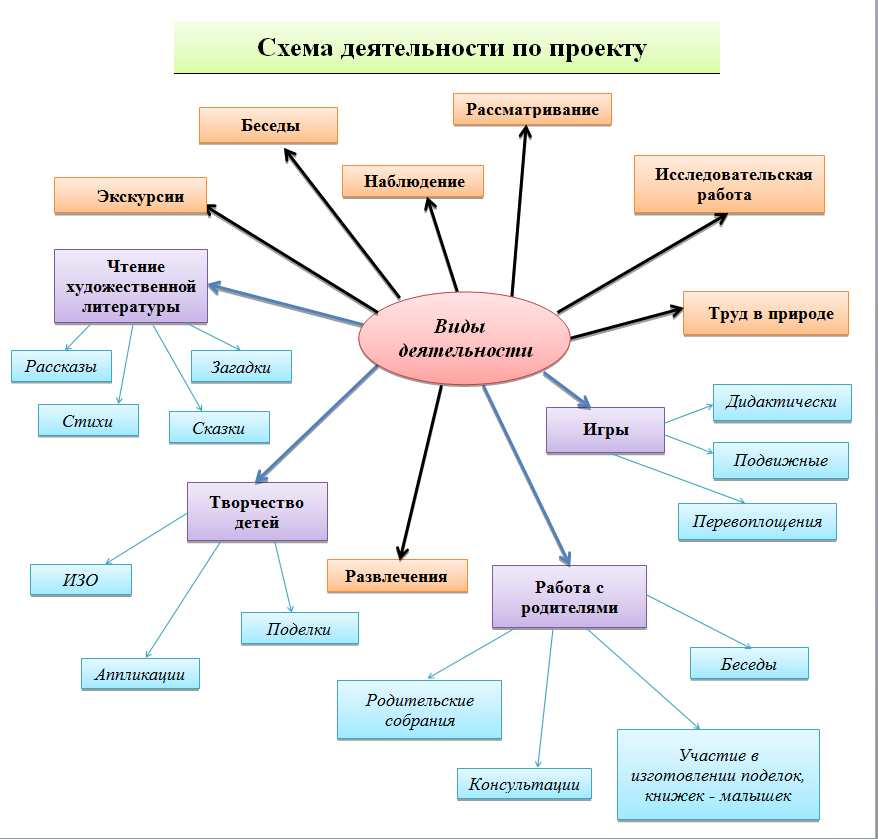 Схема деятельности по проекту
Рассматривание
Беседы
Наблюдение
Исследовательская
работа
Экскурсии
Чтение
художественной
литературы
Виды
деятельности
Труд в природе
Рассказы
Загадки
Стихи
Сказки
Игры
Дидактически
Подвижные
Перевоплощения
Творчество
детей
ИЗО
Поделки
Аппликации
Развлечения
Работа с
родителями
Родительские
собрания
Консультации
Участие в
изготовлении поделок,
книжек - малышек
Беседы